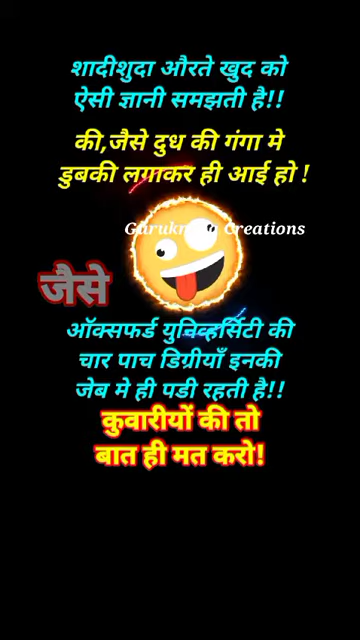 शादीशुदा औरते खुद को
ऐसी ज्ञानी समझती है!!
की,जैसे दुध की गंगा मे
डुबकी लगाकर ही आई हो !
Creations
जैसे
ऑक्सफर्ड युनिव्हर्सिटी की
चार पाच डिग्रीयाँ इनकी
जेब मे ही पडी रहती है!!
कुवारीयों की तो
बात ही मत करो!